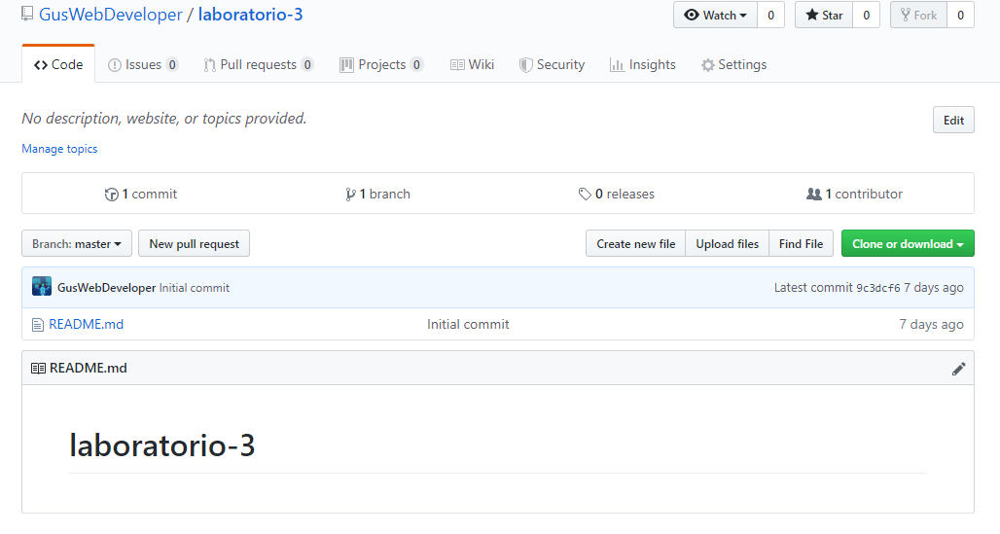 GusWebDeveloper / laboratorio-3 Watch 0 Star 0 Fork 0
Code Issues 0 Pull requests 0 Projects 0 Wiki Security Insights Settings
No description, website, or topics provided. Edit
Manage topics
1 commit 1 branch 0 releases 1 contributor
Branch: master New pull request Create new file Upload files Find File Clone or download
GusWebDeveloper Initial commit Latest commit 9c3dcf6 7 days ago
README.md Initial commit 7 days ago
README.md
laboratorio-3